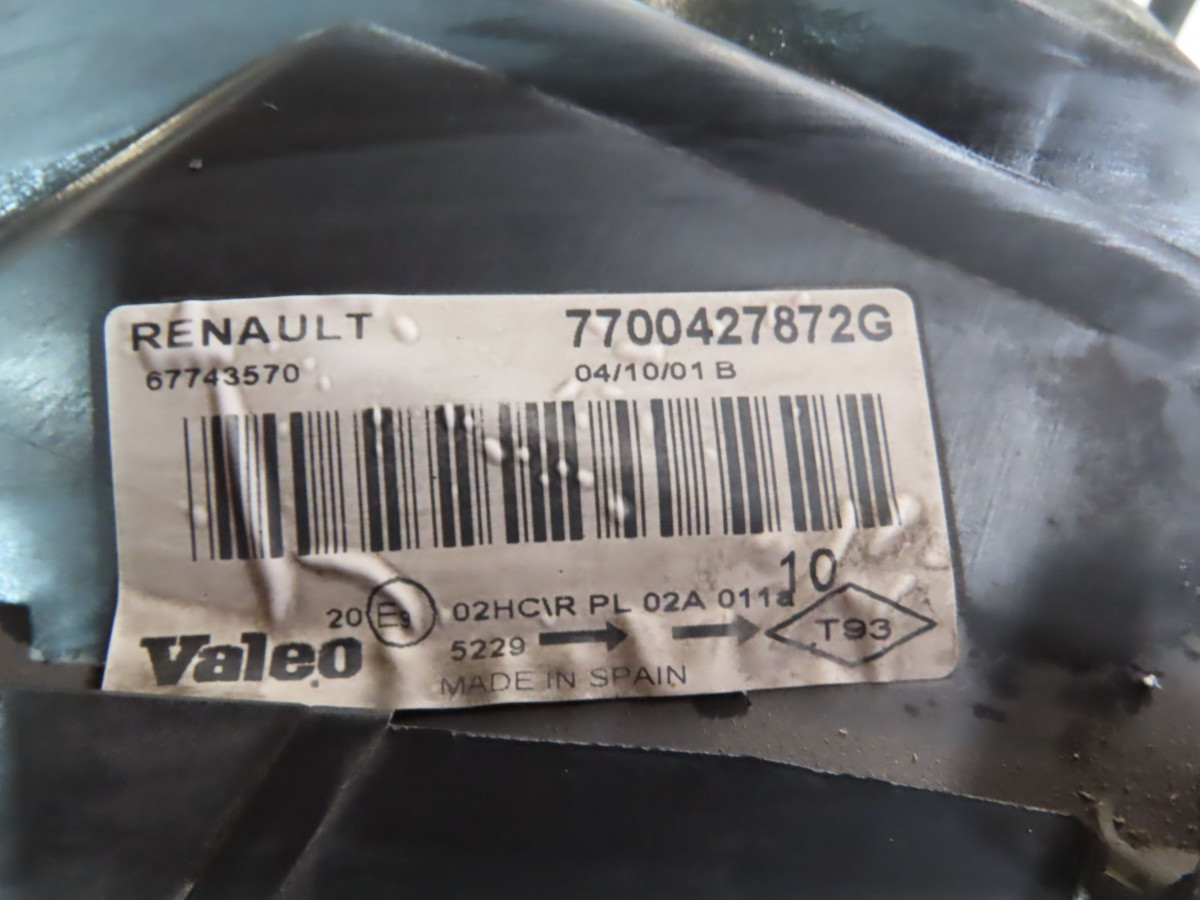 RENAULT 7700427872G
67743570 04/10/01 B
10
20 E9 02HC\R PL 02A 011a
5229 T93
Valeo
MADE IN SPAIN